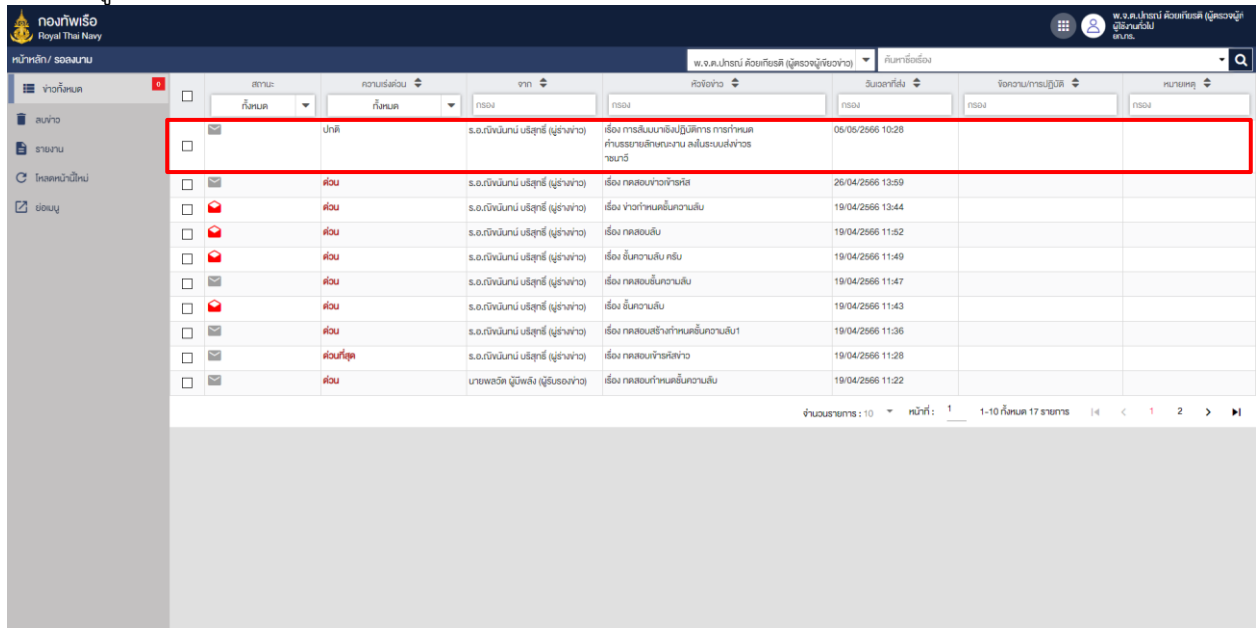 กองทัพเรือ
Royal Thai Navy
พ.จ.ต.ปกรณ์ ด้วยเกียรติ (ผู้ตรวจผู้เ
ผู้ใช้งานทั่วไป
ยก.ทร.
หน้าหลัก/ รอลงนาม
พ.จ.ต.ปกรณ์ ด้วยเกียรติ (ผู้ตรวจผู้เขียวข่าว)
ค้นหาชื่อเรื่อง
ข่าวทั้งหมด 0
ลบข่าว
รายงาน
โหลดหน้านี้ใหม่
ย่อเมนู
สถานะ ความเร่งด่วน จาก หัวข้อข่าว วันเวลาที่ส่ง ข้อความ/การปฏิบัติ หมายเหตุ
ทั้งหมด ทั้งหมด กรอง กรอง กรอง กรอง กรอง
ปกติ ร.อ.ณัฐนันทน์ บริสุทธิ์ (ผู้ร่างข่าว) เรื่อง การสัมมนาเชิงปฏิบัติการ การกำหนด 05/05/2566 10:28
คำบรรยายลักษณะงาน ลงในระบบส่งข่าวร
าชนาวี
ด่วน ร.อ.ณัฐนันทน์ บริสุทธิ์ (ผู้ร่างข่าว) เรื่อง ทดสอบข่าวเข้ารหัส 26/04/2566 13:59
ด่วน ร.อ.ณัฐนันทน์ บริสุทธิ์ (ผู้ร่างข่าว) เรื่อง ข่าวกำหนดชั้นความลับ 19/04/2566 13:44
ด่วน ร.อ.ณัฐนันทน์ บริสุทธิ์ (ผู้ร่างข่าว) เรื่อง ทดสอบลับ 19/04/2566 11:52
ด่วน ร.อ.ณัฐนันทน์ บริสุทธิ์ (ผู้ร่างข่าว) เรื่อง ชั้นความลับ ครับ 19/04/2566 11:49
ด่วน ร.อ.ณัฐนันทน์ บริสุทธิ์ (ผู้ร่างข่าว) เรื่อง ทดสอบชั้นความลับ 19/04/2566 11:47
ด่วน ร.อ.ณัฐนันทน์ บริสุทธิ์ (ผู้ร่างข่าว) เรื่อง ชั้นความลับ 19/04/2566 11:43
ด่วน ร.อ.ณัฐนันทน์ บริสุทธิ์ (ผู้ร่างข่าว) เรื่อง ทดสอบสร้างกำหนดชั้นความลับ1 19/04/2566 11:36
ด่วนที่สุด ร.อ.ณัฐนันทน์ บริสุทธิ์ (ผู้ร่างข่าว) เรื่อง ทดสอบเข้ารหัสข่าว 19/04/2566 11:28
ด่วน นายพลวัต ผู้มีพลัง (ผู้รับรองข่าว) เรื่อง ทดสอบกำหนดชั้นความลับ 19/04/2566 11:22
จำนวนรายการ : 10 หน้าที่ : 1 1-10 ทั้งหมด 17 รายการ 1 2